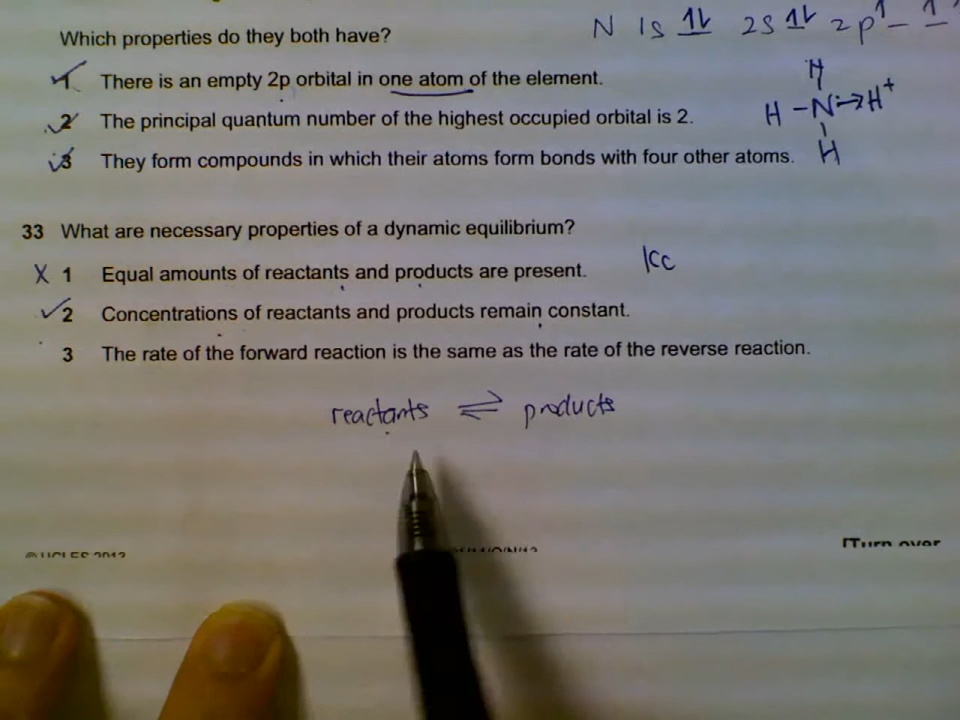 Which properties do they both have?
N 1s 1L 2s 1L 2p 1 _ 1
1 There is an empty 2p orbital in one atom of the element.
2 The principal quantum number of the highest occupied orbital is 2.
3 They form compounds in which their atoms form bonds with four other atoms.
H
H – N: → H+
H
33 What are necessary properties of a dynamic equilibrium?
X 1 Equal amounts of reactants and products are present.
Kc
✓ 2 Concentrations of reactants and products remain constant.
3 The rate of the forward reaction is the same as the rate of the reverse reaction.
reactants ⇌ products
© UCLES 2012
[Turn over